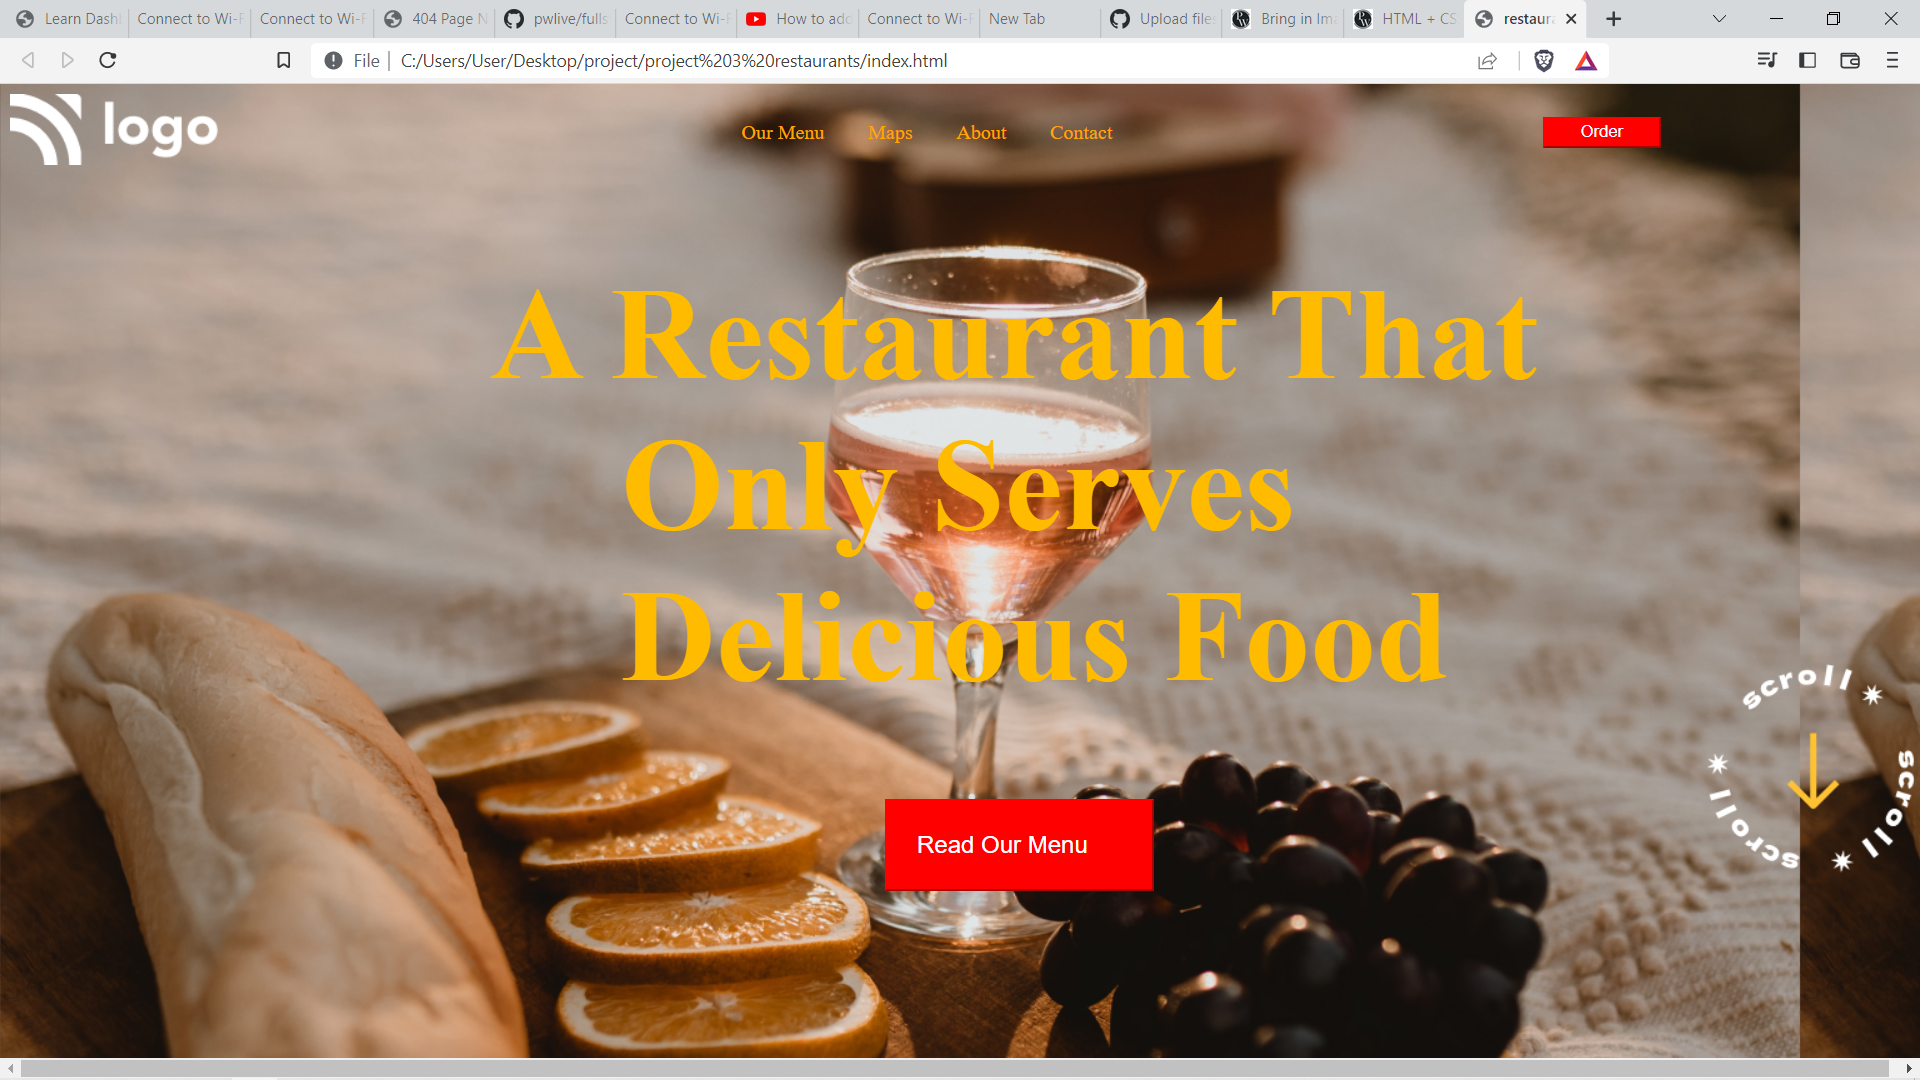 Learn Dash
Connect to Wi-F
Connect to Wi-F
404 Page N
pwlive/fulls
Connect to Wi-F
How to add
Connect to Wi-F
New Tab
Upload files
Bring in Ima
HTML + CS
restaura
File
C:/Users/User/Desktop/project/project%203%20restaurants/index.html
logo
Our Menu
Maps
About
Contact
Order
A Restaurant That
Only Serves
Delicious Food
Read Our Menu
scroll
scroll
scroll